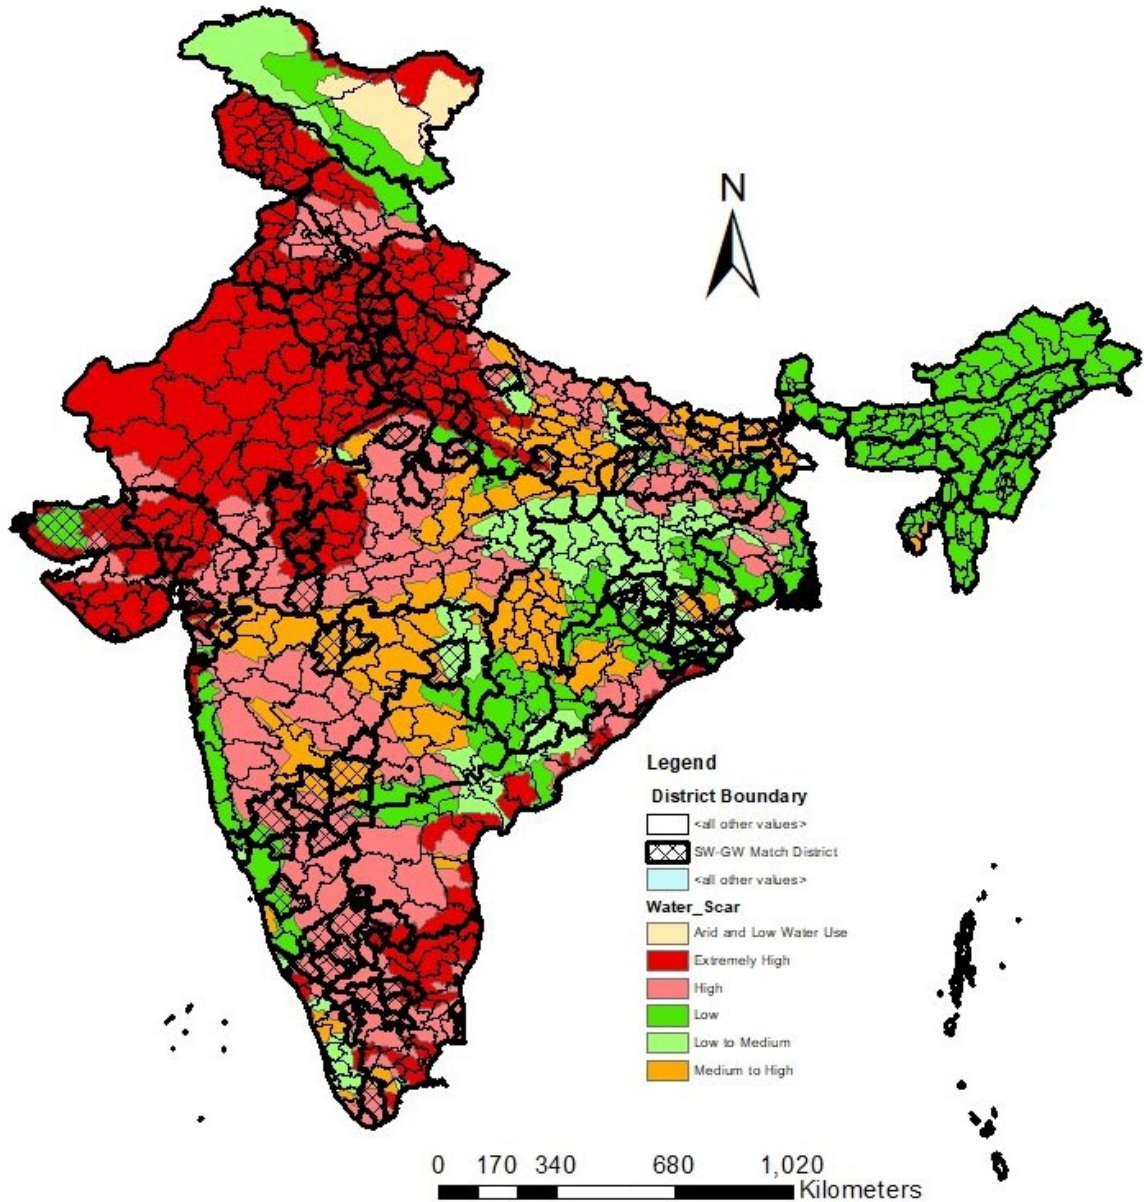 N
Legend
District Boundary
<all other values>
SW-GW Match District
<all other values>
Water_Scar
Arid and Low Water Use
Extremely High
High
Low
Low to Medium
Medium to High
0 170 340 680 1,020
Kilometers